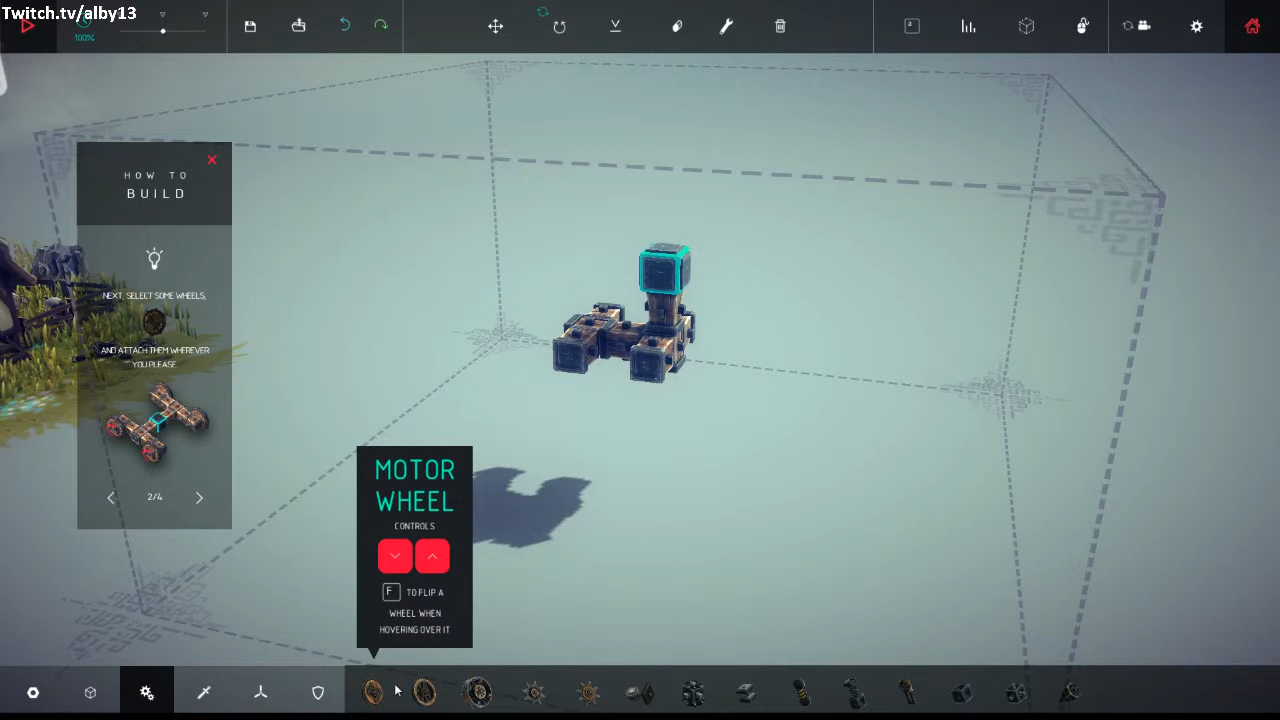 Twitch.tv/alby13
100%
HOW TO
BUILD
NEXT, SELECT SOME WHEELS,
AND ATTACH THEM WHEREVER
YOU PLEASE.
2/4
MOTOR
WHEEL
CONTROLS
F TO FLIP A
WHEEL WHEN
HOVERING OVER IT